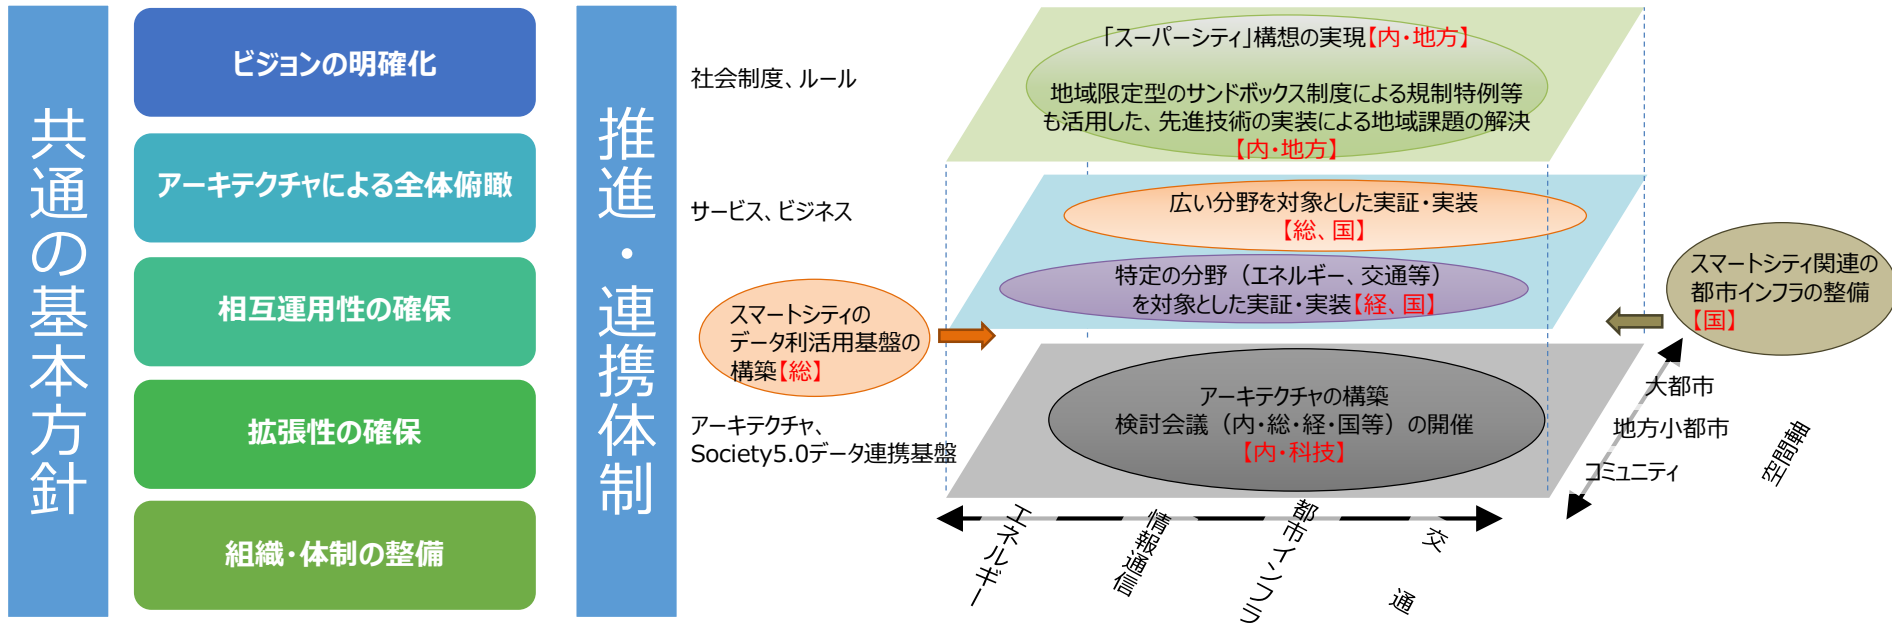 共通の基本方針
ビジョンの明確化
アーキテクチャによる全体俯瞰
相互運用性の確保
拡張性の確保
組織・体制の整備
推進・連携体制
社会制度、ルール
「スーパーシティ」構想の実現【内・地方】
地域限定型のサンドボックス制度による規制特例等
も活用した、先進技術の実装による地域課題の解決
【内・地方】
サービス、ビジネス
広い分野を対象とした実証・実装
【総、国】
特定の分野（エネルギー、交通等）
を対象とした実証・実装【経、国】
スマートシティの
データ利活用基盤の
構築【総】
スマートシティ関連の
都市インフラの整備
【国】
アーキテクチャ、
Society5.0データ連携基盤
アーキテクチャの構築
検討会議（内・総・経・国等）の開催
【内・科技】
大都市
地方小都市
コミュニティ
空間軸
エネルギー
情報通信
都市インフラ
交通